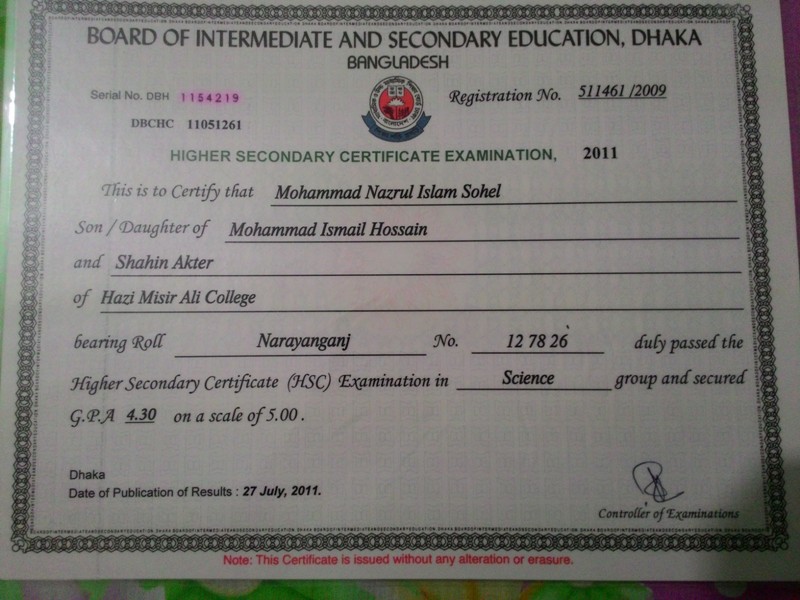 BOARD OF INTERMEDIATE AND SECONDARY EDUCATION, DHAKA
BANGLADESH
Serial No. DBH 1154219
Registration No. 511461 /2009
DBCHC 11051261
HIGHER SECONDARY CERTIFICATE EXAMINATION, 2011
This is to Certify that Mohammad Nazrul Islam Sohel
Son / Daughter of Mohammad Ismail Hossain
and Shahin Akter
of Hazi Misir Ali College
bearing Roll Narayanganj No. 12 78 26 duly passed the
Higher Secondary Certificate (HSC) Examination in Science group and secured
G.P.A 4.30 on a scale of 5.00 .
Dhaka
Date of Publication of Results : 27 July, 2011.
Controller of Examinations
Note: This Certificate is issued without any alteration or erasure.